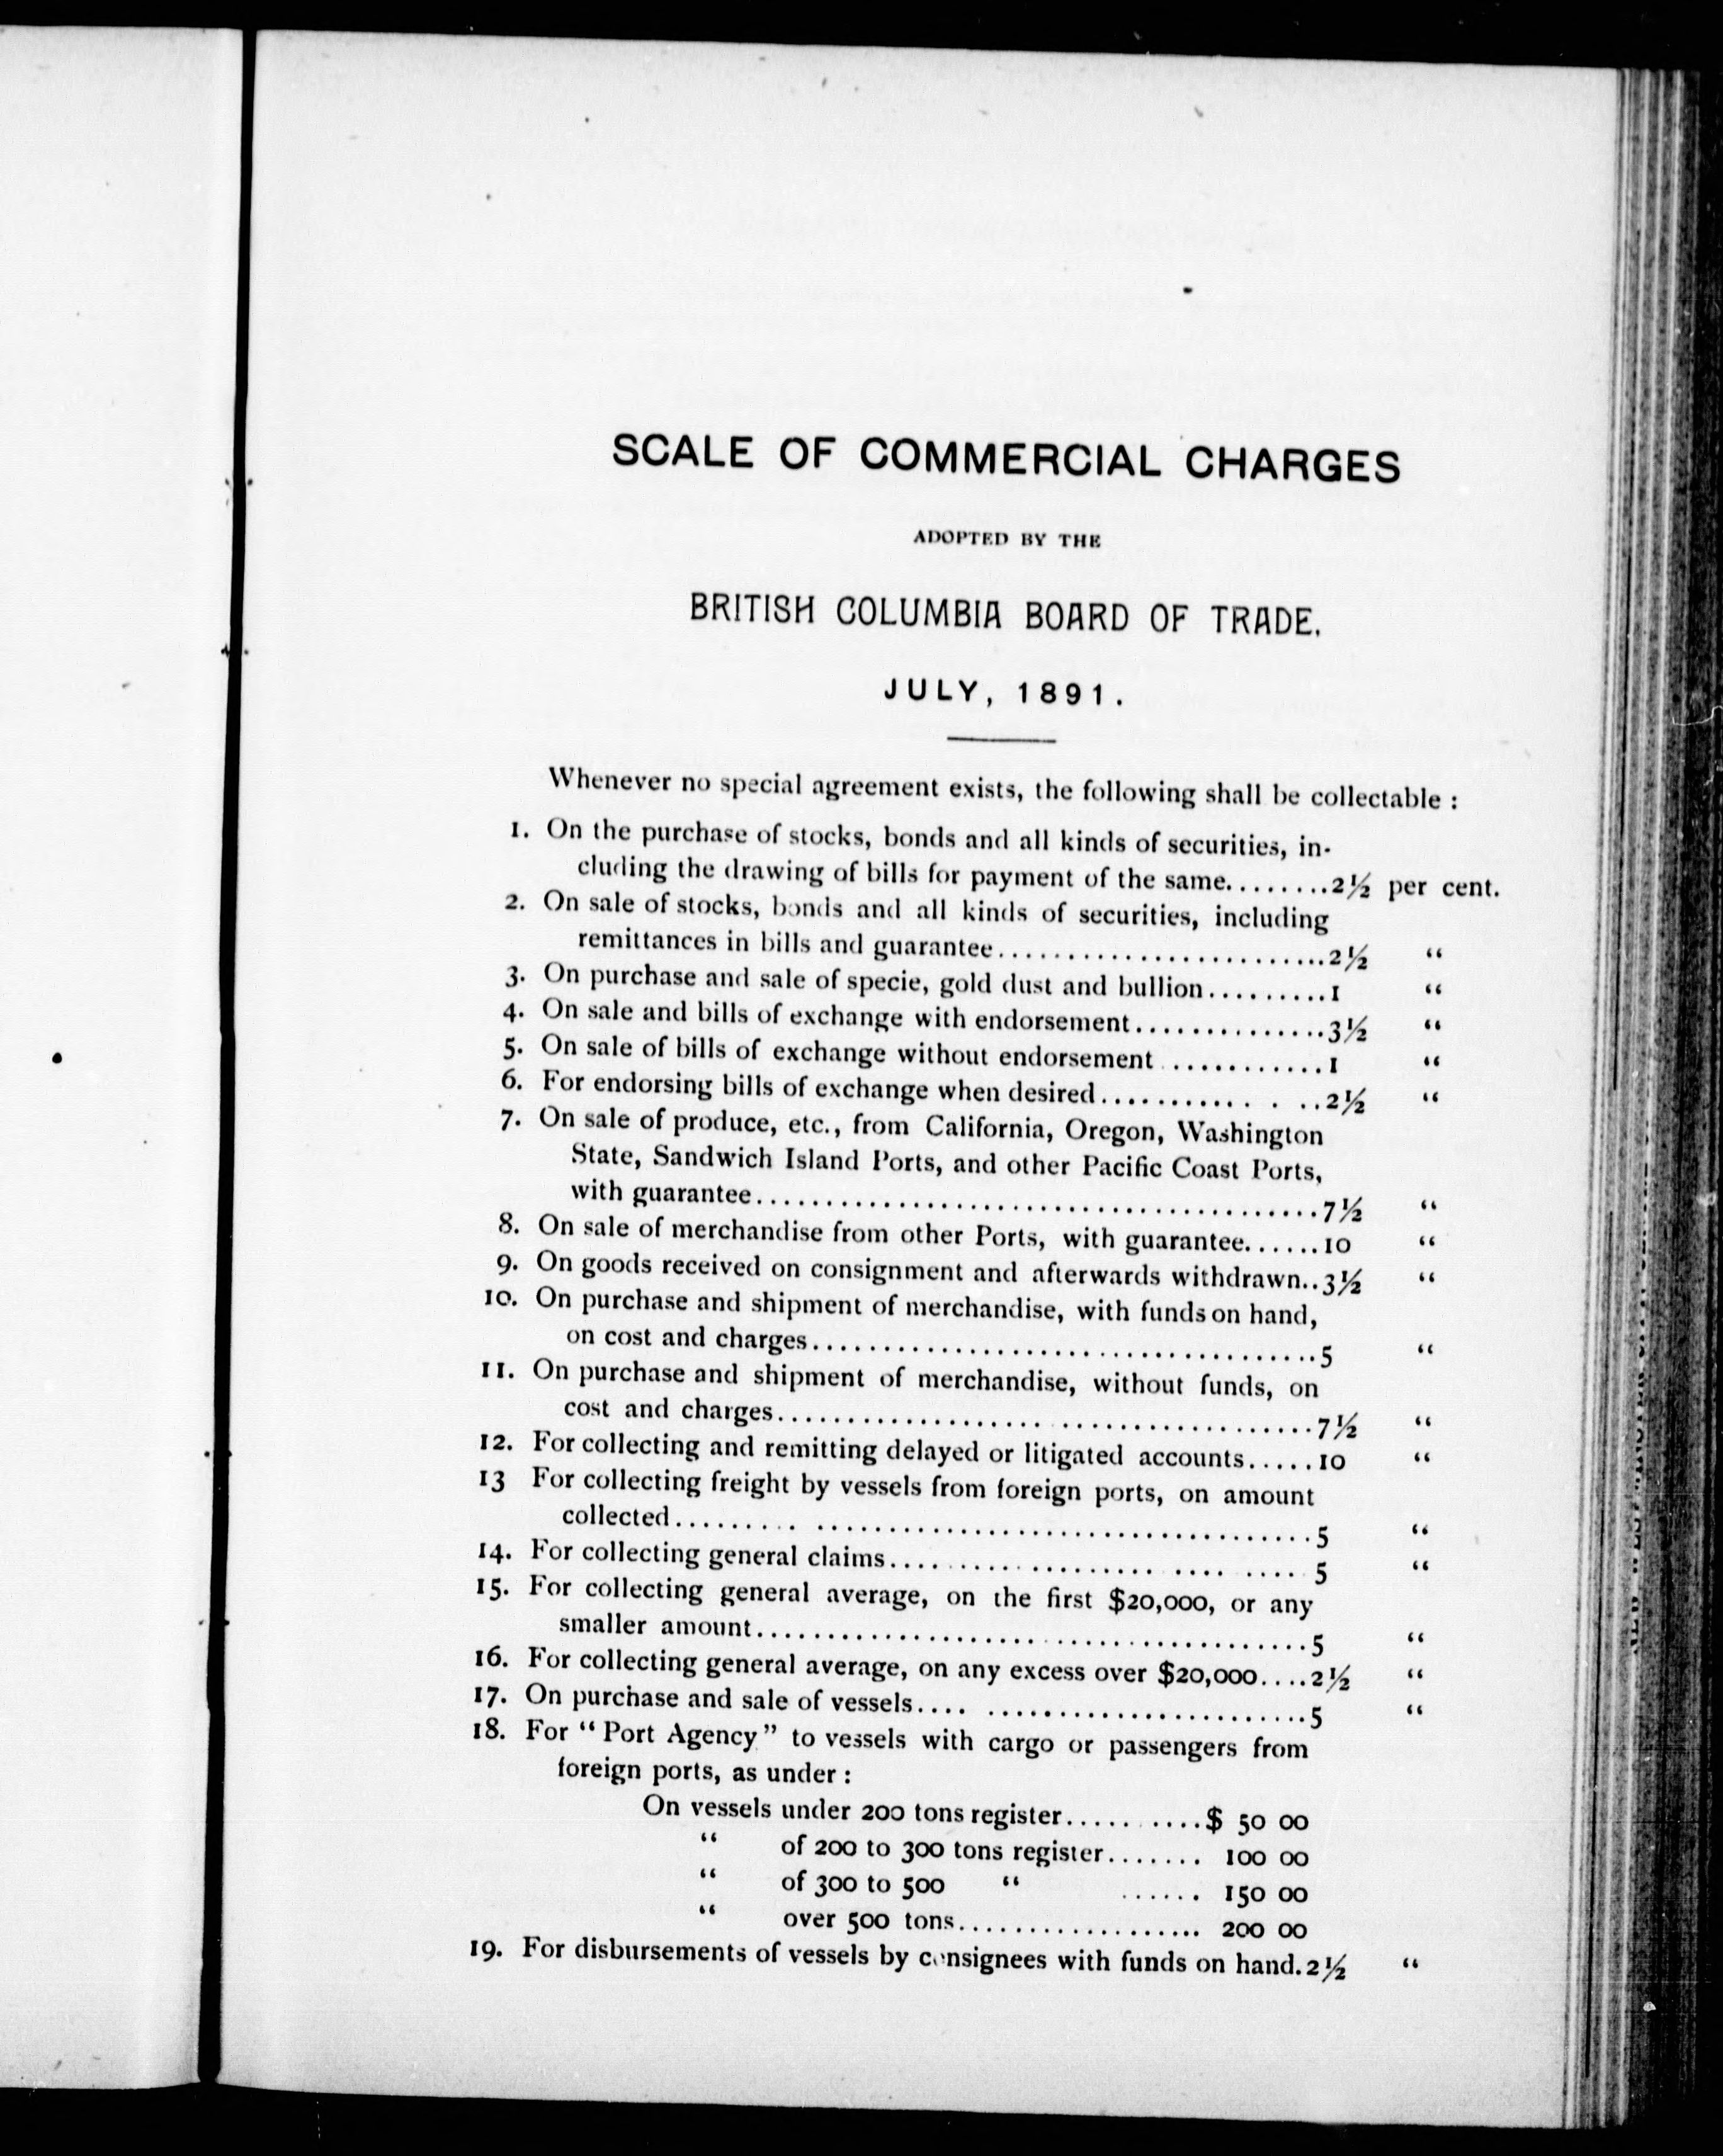 SCALE OF COMMERCIAL CHARGES
ADOPTED BY THE
BRITISH COLUMBIA BOARD OF TRADE.
JULY, 1891.
Whenever no special agreement exists, the following shall be collectable :
1. On the purchase of stocks, bonds and all kinds of securities, in-
cluding the drawing of bills for payment of the same........2½ per cent.
2. On sale of stocks, bonds and all kinds of securities, including
remittances in bills and guarantee........................2½ “
3. On purchase and sale of specie, gold dust and bullion.........1 “
4. On sale and bills of exchange with endorsement..............3½ “
5. On sale of bills of exchange without endorsement ............1 “
6. For endorsing bills of exchange when desired........... . . ..2½ “
7. On sale of produce, etc., from California, Oregon, Washington
State, Sandwich Island Ports, and other Pacific Coast Ports,
with guarantee.........................................7½ “
8. On sale of merchandise from other Ports, with guarantee......10 “
9. On goods received on consignment and afterwards withdrawn..3½ “
10. On purchase and shipment of merchandise, with funds on hand,
on cost and charges.....................................5 “
11. On purchase and shipment of merchandise, without funds, on
cost and charges.......................................7½ “
12. For collecting and remitting delayed or litigated accounts.....10 “
13 For collecting freight by vessels from foreign ports, on amount
collected......... ....................................5 “
14. For collecting general claims................... .... ..... 5 “
15. For collecting general average, on the first $20,000, or any
smaller amount........................................5 “
16. For collecting general average, on any excess over $20,000....2½ “
17. On purchase and sale of vessels.... .......................5 “
18. For “Port Agency” to vessels with cargo or passengers from
foreign ports, as under :
On vessels under 200 tons register..........$ 50 00
“ of 200 to 300 tons register....... 100 00
“ of 300 to 500 “ ...... 150 00
“ over 500 tons.................. 200 00
19. For disbursements of vessels by consignees with funds on hand.2½ “